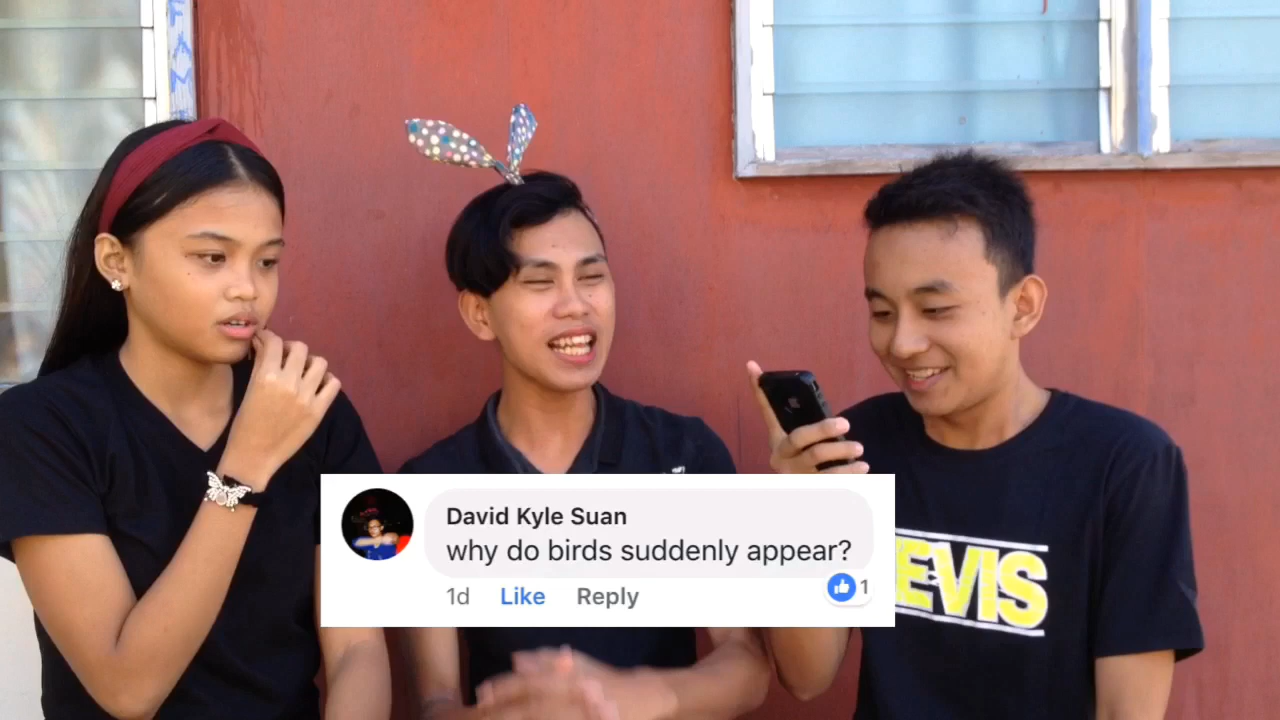 David Kyle Suan
why do birds suddenly appear?
1d Like Reply
1
EVIS